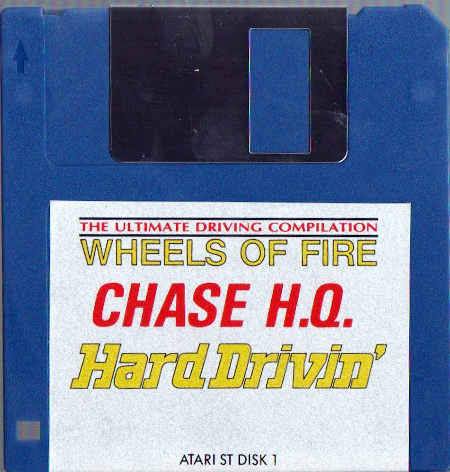 THE ULTIMATE DRIVING COMPILATION
WHEELS OF FIRE
CHASE H.Q.
Hard Drivin'
ATARI ST DISK 1